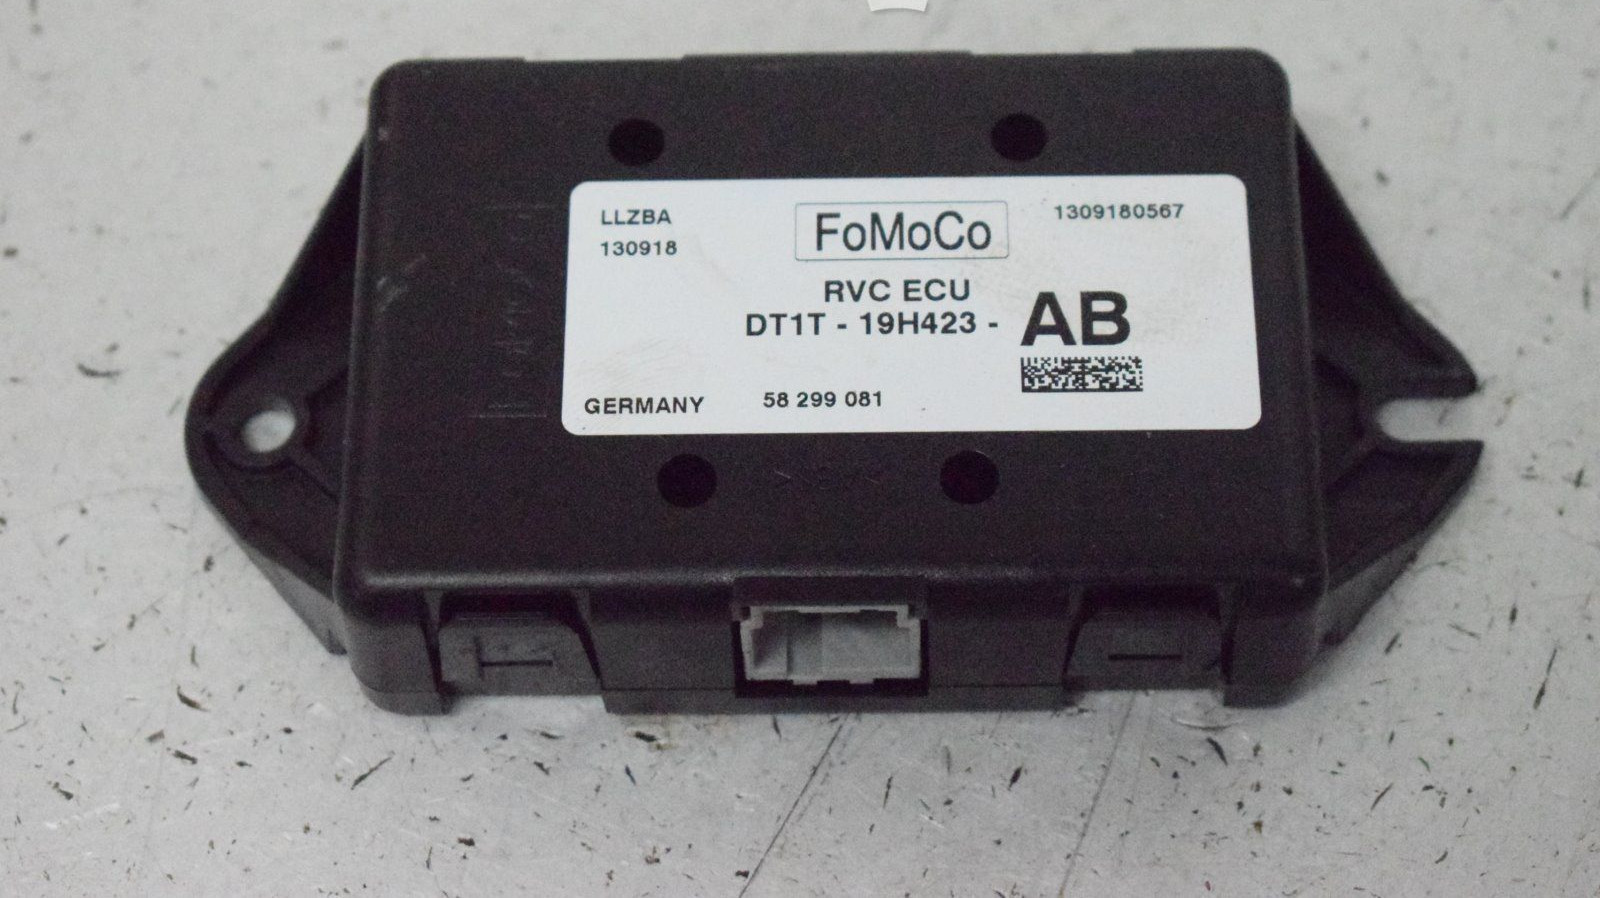 LLZBA
130918
FoMoCo
1309180567
RVC ECU
DT1T - 19H423 - AB
GERMANY
58 299 081